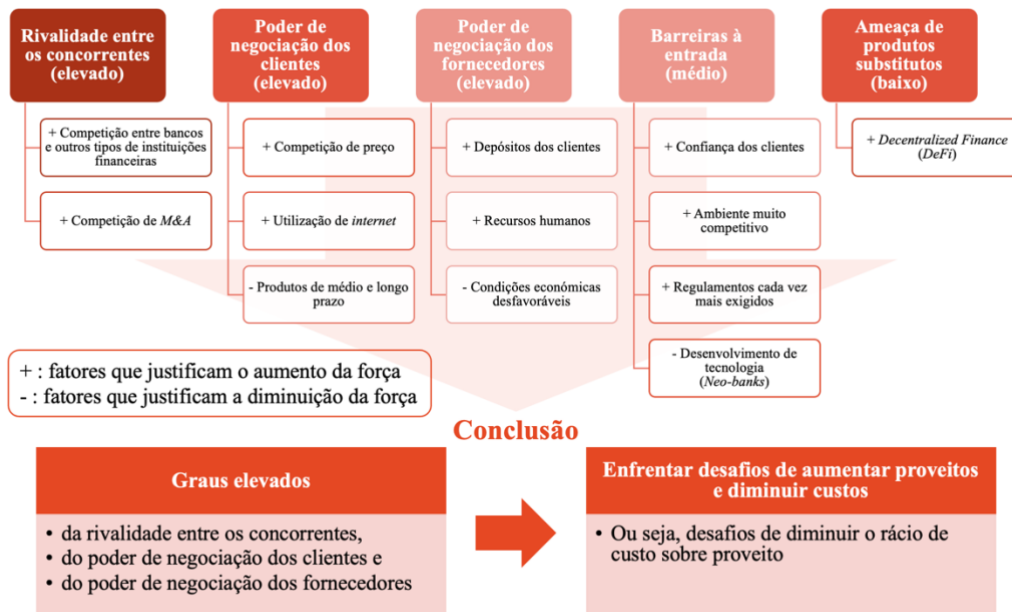 Rivalidade entre
os concorrentes
(elevado)
+ Competição entre bancos
e outros tipos de instituições
financeiras
+ Competição de M&A
Poder de
negociação dos
clientes
(elevado)
+ Competição de preço
+ Utilização de internet
- Produtos de médio e longo
prazo
Poder de
negociação dos
fornecedores
(elevado)
+ Depósitos dos clientes
+ Recursos humanos
- Condições económicas
desfavoráveis
Barreiras à
entrada
(médio)
+ Confiança dos clientes
+ Ambiente muito
competitivo
+ Regulamentos cada vez
mais exigidos
- Desenvolvimento de
tecnologia
(Neo-banks)
Ameaça de
produtos
substitutos
(baixo)
+ Decentralized Finance
(DeFi)
+ : fatores que justificam o aumento da força
- : fatores que justificam a diminuição da força
Conclusão
Graus elevados
• da rivalidade entre os concorrentes,
• do poder de negociação dos clientes e
• do poder de negociação dos fornecedores
Enfrentar desafios de aumentar proveitos
e diminuir custos
• Ou seja, desafios de diminuir o rácio de
custo sobre proveito